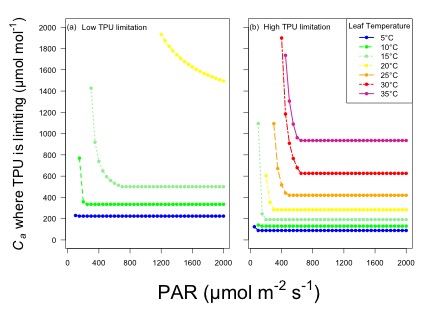 (a) Low TPU limitation
(b) High TPU limitation
Leaf Temperature
5°C
10°C
15°C
20°C
25°C
30°C
35°C
Cₐ where TPU is limiting (µmol mol⁻¹)
2000
1800
1600
1400
1200
1000
800
600
400
200
0
0 400 800 1200 1600 2000
0 400 800 1200 1600 2000
PAR (µmol m⁻² s⁻¹)